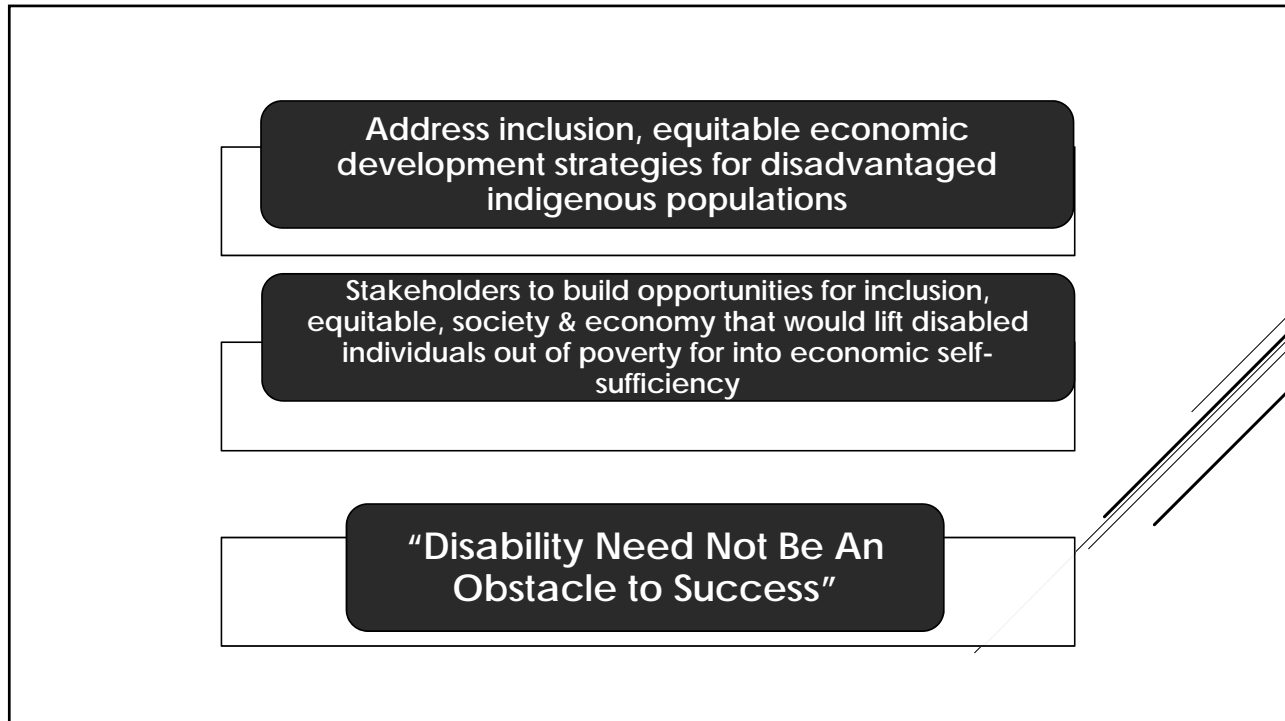 Address inclusion, equitable economic
development strategies for disadvantaged
indigenous populations
Stakeholders to build opportunities for inclusion,
equitable, society & economy that would lift disabled
individuals out of poverty for into economic self-
sufficiency
“Disability Need Not Be An
Obstacle to Success”